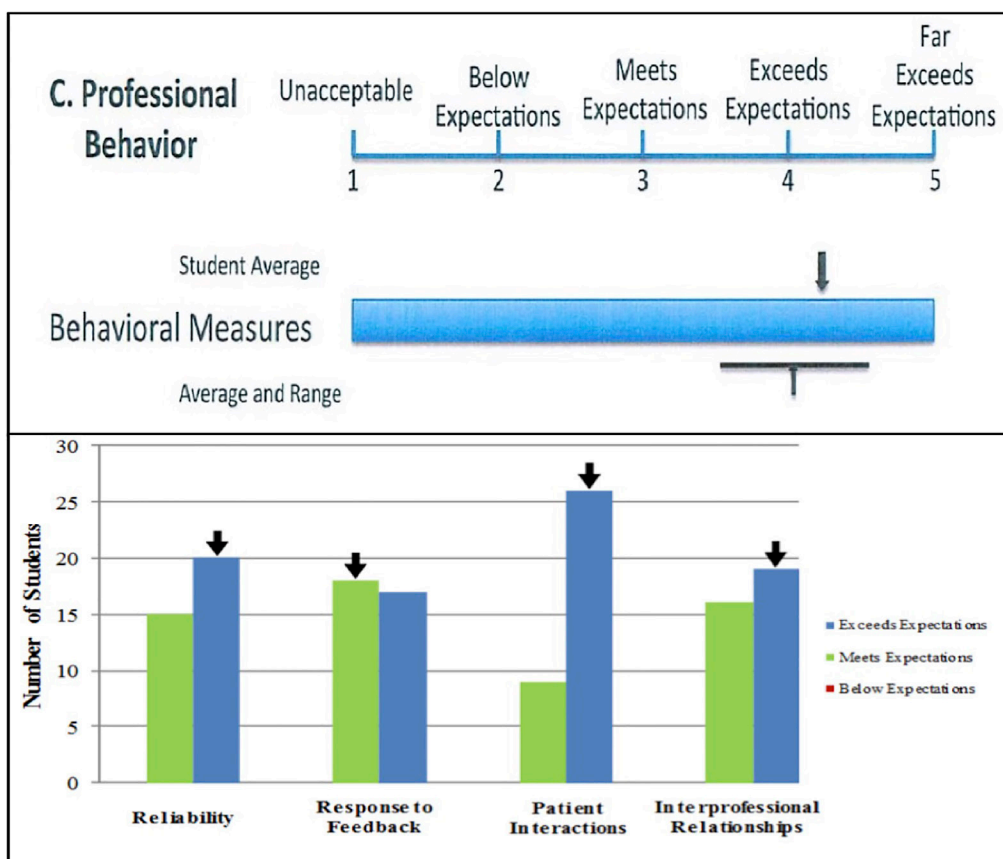 C. Professional
Behavior
Unacceptable
Below
Expectations
Meets
Expectations
Exceeds
Expectations
Far
Exceeds
Expectations
1 2 3 4 5
Student Average
Behavioral Measures
Average and Range
Number of Students
30
25
20
15
10
5
0
Reliability
Response to
Feedback
Patient
Interactions
Interprofessional
Relationships
Exceeds Expectations
Meets Expectations
Below Expectations